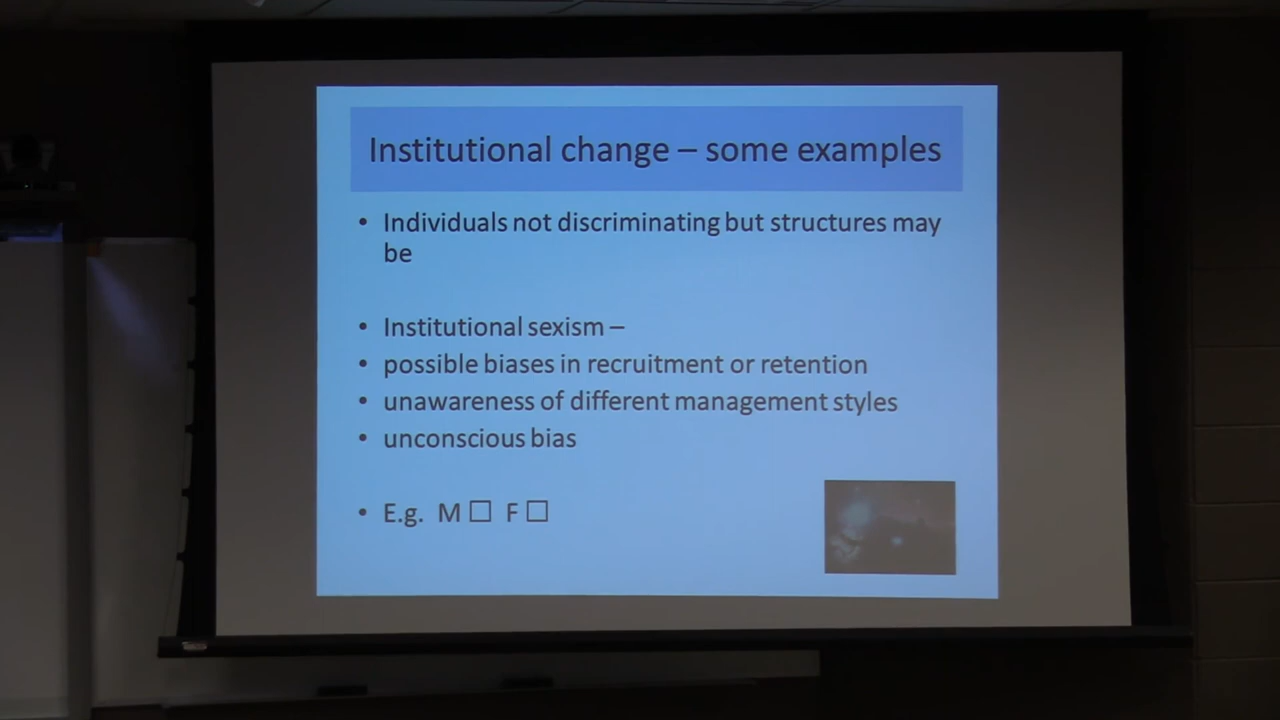 Institutional change – some examples
• Individuals not discriminating but structures may
be
• Institutional sexism –
• possible biases in recruitment or retention
• unawareness of different management styles
• unconscious bias
• E.g. M ☐ F ☐